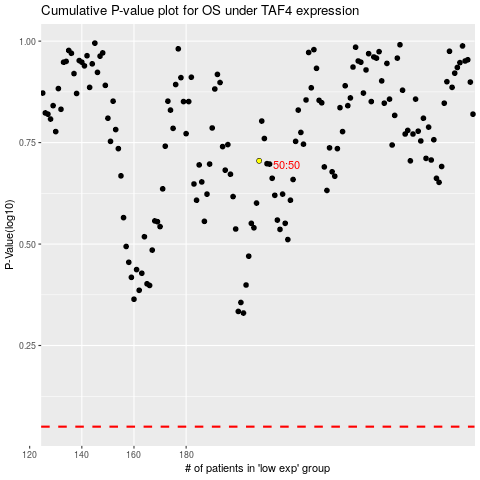 Cumulative P-value plot for OS under TAF4 expression
P-Value(log10)
1.00
0.75
0.50
0.25
50:50
120 140 160 180
# of patients in 'low exp' group